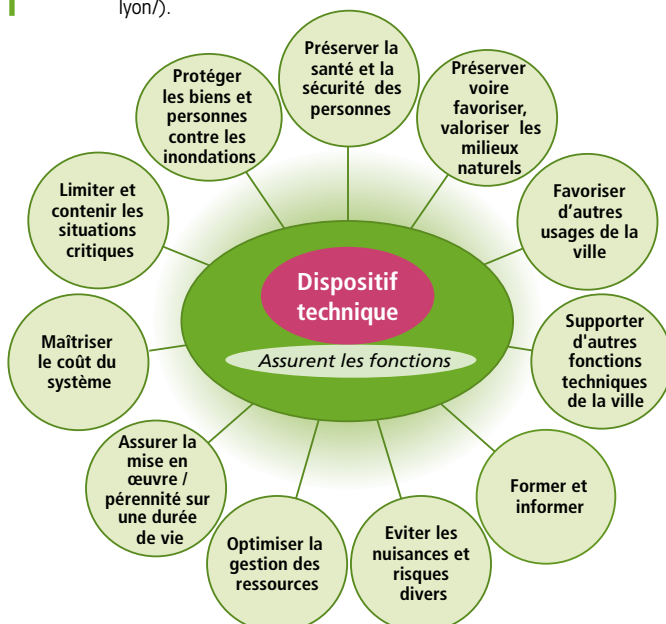 lyon/).
Préserver la
santé et la
sécurité des
personnes
Préserver
voire
favoriser,
valoriser les
milieux
naturels
Favoriser
d'autres
usages de la
ville
Supporter
d'autres
fonctions
techniques
de la ville
Former et
informer
Eviter les
nuisances et
risques
divers
Optimiser la
gestion des
ressources
Assurer la
mise en
œuvre /
pérennité sur
une durée
de vie
Maîtriser
le coût du
système
Limiter et
contenir les
situations
critiques
Protéger
les biens et
personnes
contre les
inondations
Dispositif
technique
Assurent les fonctions